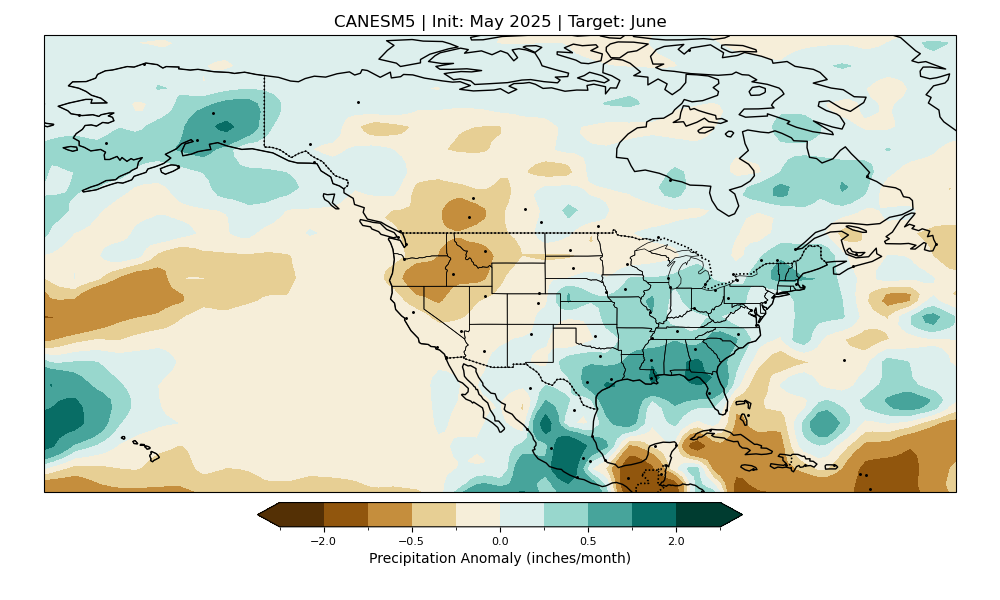 CANESM5 | Init: May 2025 | Target: June
−2.0 −0.5 0.0 0.5 2.0
Precipitation Anomaly (inches/month)